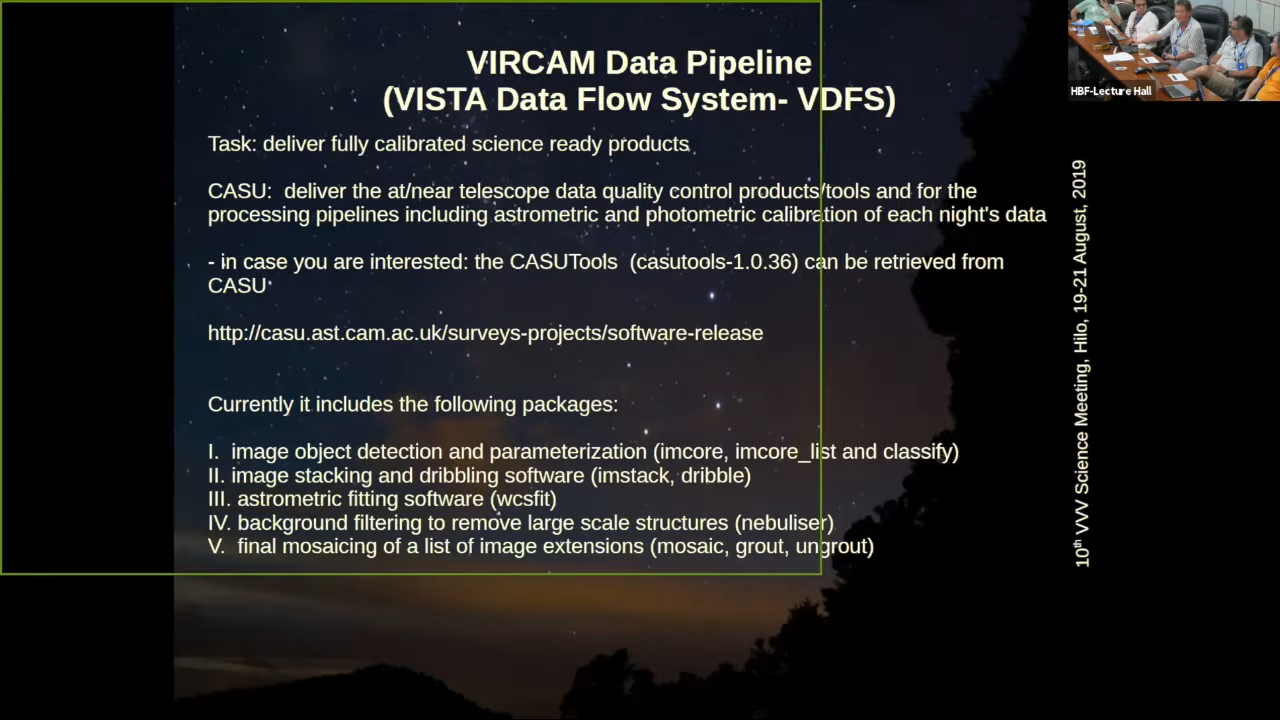 VIRCAM Data Pipeline
(VISTA Data Flow System- VDFS)
Task: deliver fully calibrated science ready products
CASU:  deliver the at/near telescope data quality control products/tools and for the
processing pipelines including astrometric and photometric calibration of each night's data
- in case you are interested: the CASUTools  (casutools-1.0.36) can be retrieved from
CASU
http://casu.ast.cam.ac.uk/surveys-projects/software-release
Currently it includes the following packages:
I.  image object detection and parameterization (imcore, imcore_list and classify)
II. image stacking and dribbling software (imstack, dribble)
III. astrometric fitting software (wcsfit)
IV. background filtering to remove large scale structures (nebuliser)
V.  final mosaicing of a list of image extensions (mosaic, grout, ungrout)
10th VVV Science Meeting, Hilo, 19-21 August, 2019
HBF-Lecture Hall